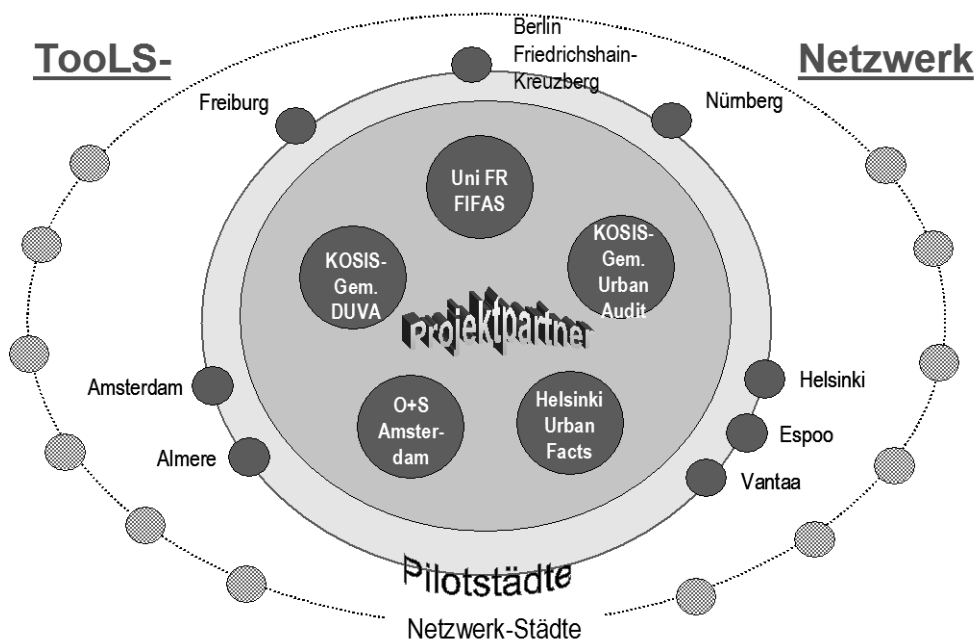 TooLS-
Netzwerk
Berlin
Friedrichshain-
Kreuzberg
Freiburg
Nürnberg
Uni FR
FIFAS
KOSIS-
Gem.
DUVA
KOSIS-
Gem.
Urban
Audit
Projektpartner
Amsterdam
Helsinki
O+S
Amster-
dam
Helsinki
Urban
Facts
Espoo
Almere
Vantaa
Pilotstädte
Netzwerk-Städte